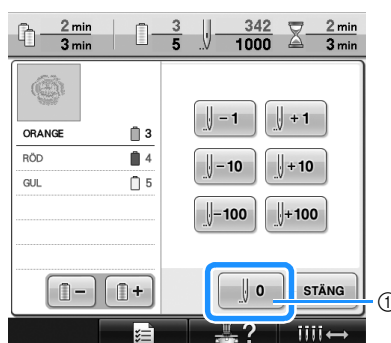 2 min 3 342 2 min
3 min 5 1000 3 min
-1 +1
ORANGE 3
RÖD 4
-10 +10
GUL 5
-100 +100
- + 0 STÄNG
①
?